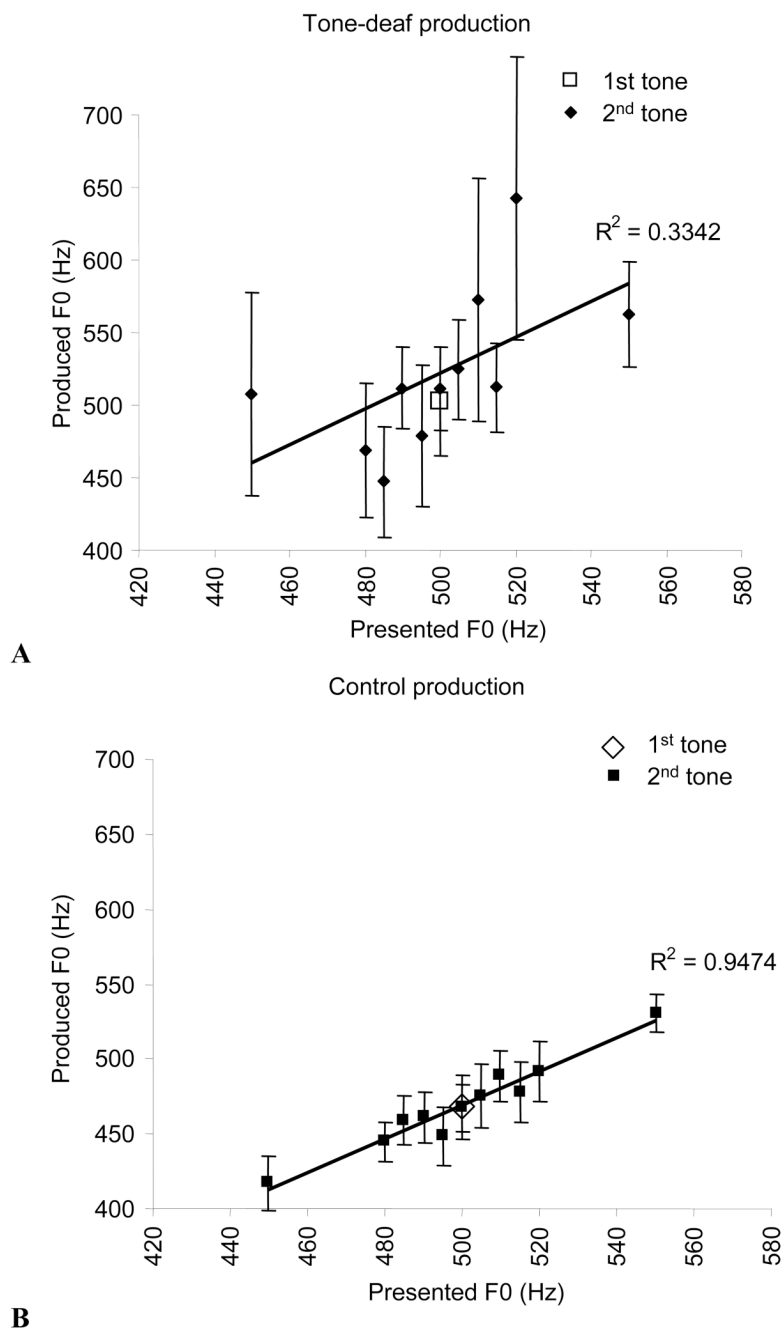 Tone-deaf production
1st tone
2nd tone
700
650
R2 = 0.3342
600
550
500
450
400
Produced F0 (Hz)
420
440
460
480
500
520
540
560
580
Presented F0 (Hz)
A
Control production
1st tone
2nd tone
700
650
600
R2 = 0.9474
550
500
450
400
Produced F0 (Hz)
420
440
460
480
500
520
540
560
580
Presented F0 (Hz)
B